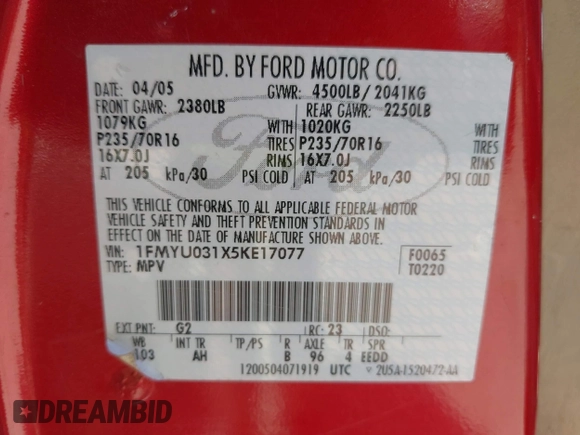 MFD. BY FORD MOTOR CO.
DATE: 04/05 GVWR: 4500LB/ 2041KG
FRONT GAWR: 2380LB REAR GAWR: 2250LB
1079KG WITH 1020KG WITH
P235/70R16 TIRES P235/70R16 TIRES
16X7.0J RIMS 16X7.0J RIMS
AT 205 kPa/30 PSI COLD AT 205 kPa/30 PSI COLD
Ford
THIS VEHICLE CONFORMS TO ALL APPLICABLE FEDERAL MOTOR
VEHICLE SAFETY AND THEFT PREVENTION STANDARDS IN
EFFECT ON THE DATE OF MANUFACTURE SHOWN ABOVE.
VIN: 1FMYU031X5KE17077 F0065
TYPE: MPV T0220
EXT PNT: G2 RC: 23 DSO:
WB INT TR TP/PS R AXLE TR SPR
103 AH B 96 4 EEDD
1200504071919 UTC 2U5A-1520472-AA
DREAMBID